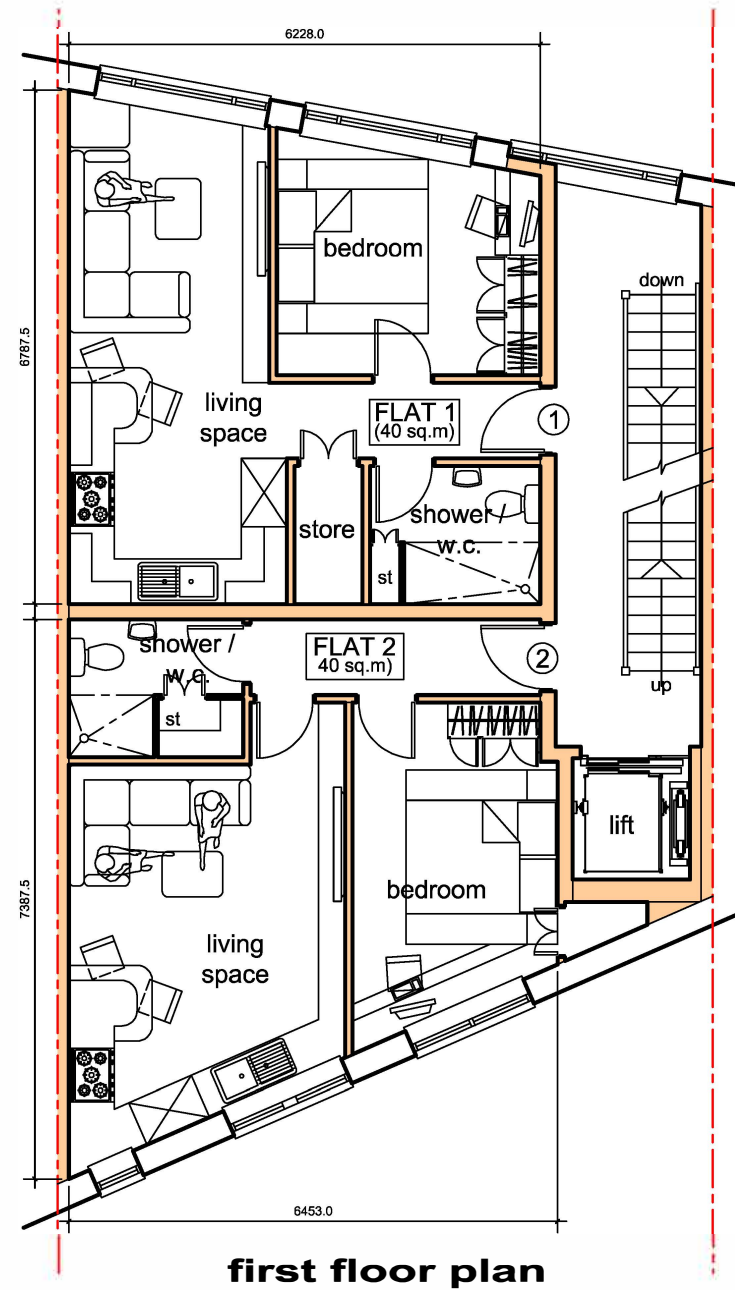 6228.0
bedroom
down
6787.5
living
space
FLAT 1
(40 sq.m)
1
store
shower /
w.c.
st
shower /
w.c.
FLAT 2
40 sq.m)
2
st
up
lift
bedroom
7387.5
living
space
6453.0
first floor plan